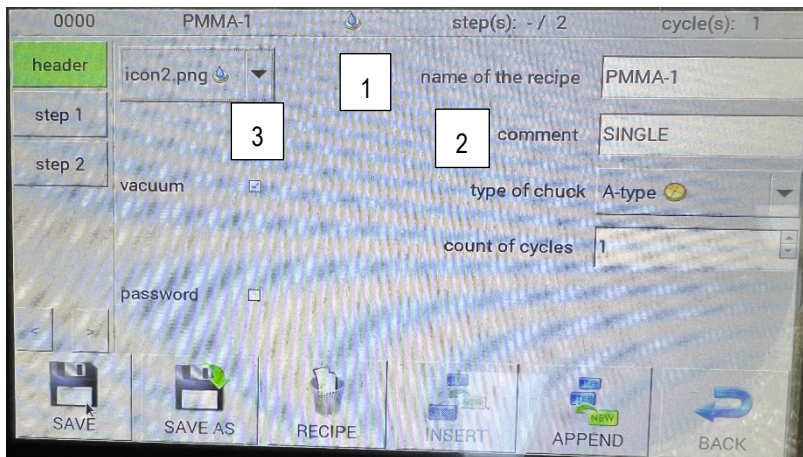 0000 PMMA-1 step(s): - / 2 cycle(s): 1
header icon2.png 1 name of the recipe PMMA-1
step 1 3 2 comment SINGLE
step 2 vacuum type of chuck A-type
count of cycles 1
password
< >
STEP NEW
SAVE SAVE AS RECIPE INSERT APPEND BACK